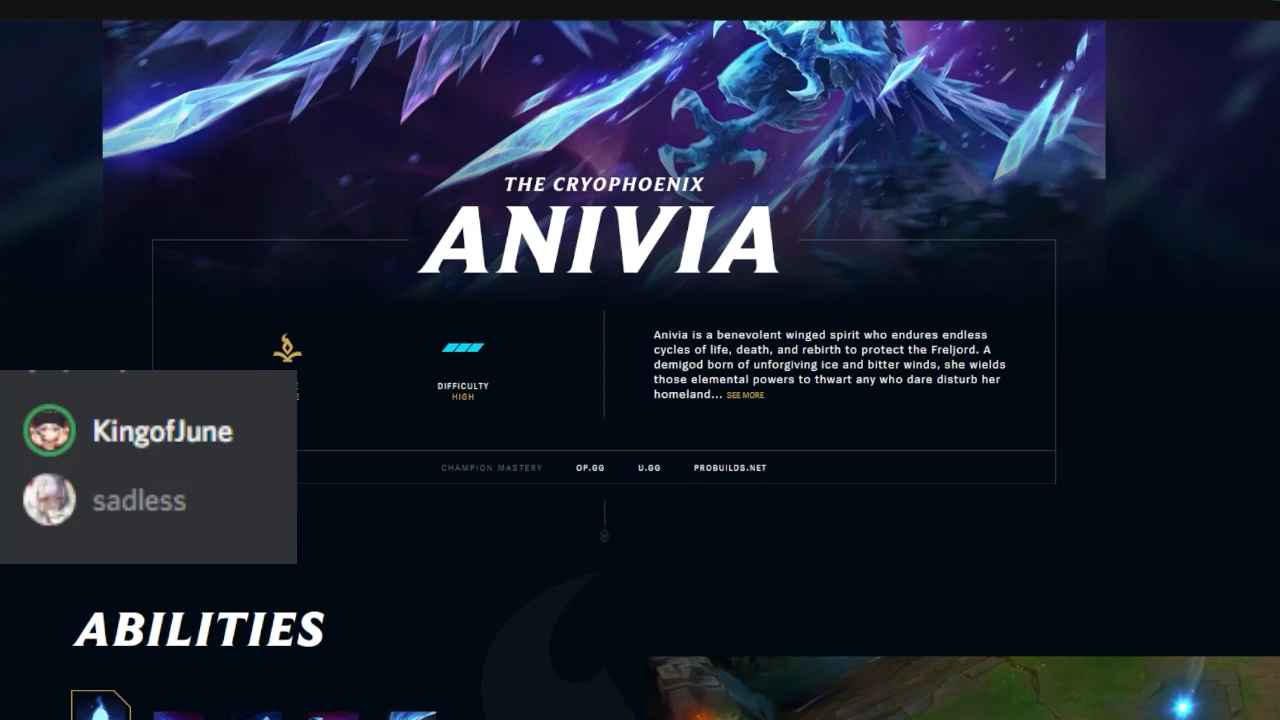 THE CRYOPHOENIX
ANIVIA
DIFFICULTY
HIGH
Anivia is a benevolent winged spirit who endures endless
cycles of life, death, and rebirth to protect the Freljord. A
demigod born of unforgiving ice and bitter winds, she wields
those elemental powers to thwart any who dare disturb her
homeland... SEE MORE
KingofJune
sadless
CHAMPION MASTERY OP.GG U.GG PROBUILDS.NET
ABILITIES